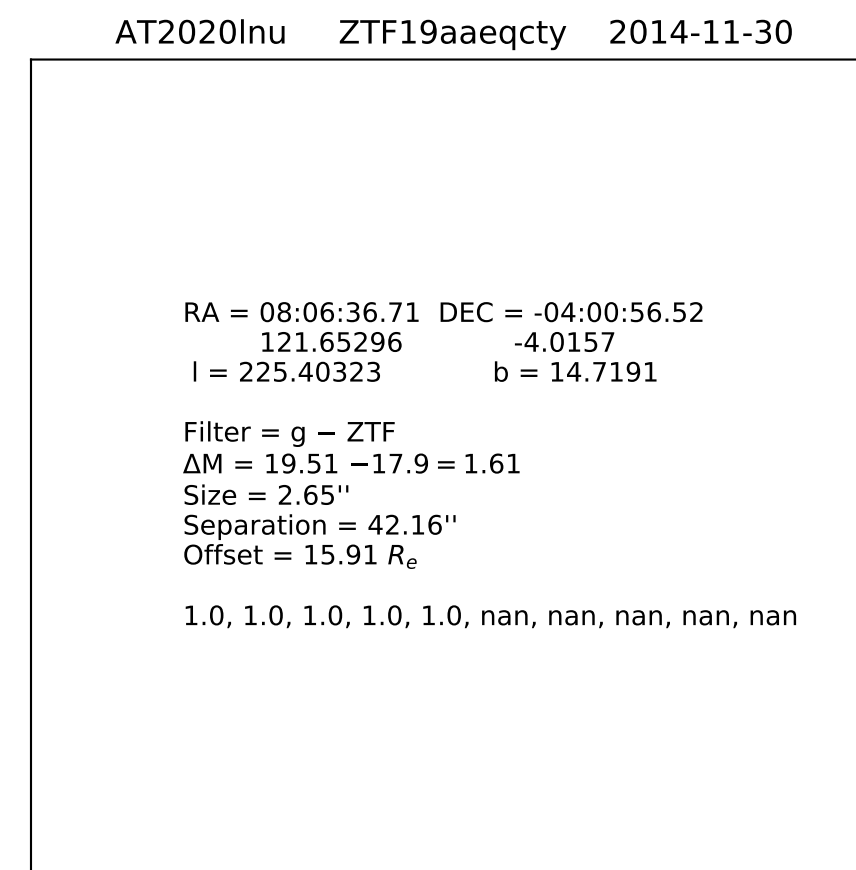 AT2020lnu ZTF19aaeqcty 2014-11-30
RA = 08:06:36.71 DEC = -04:00:56.52
121.65296 -4.0157
l = 225.40323 b = 14.7191
Filter = g − ZTF
ΔM = 19.51 −17.9 = 1.61
Size = 2.65''
Separation = 42.16''
Offset = 15.91 Re
1.0, 1.0, 1.0, 1.0, 1.0, nan, nan, nan, nan, nan